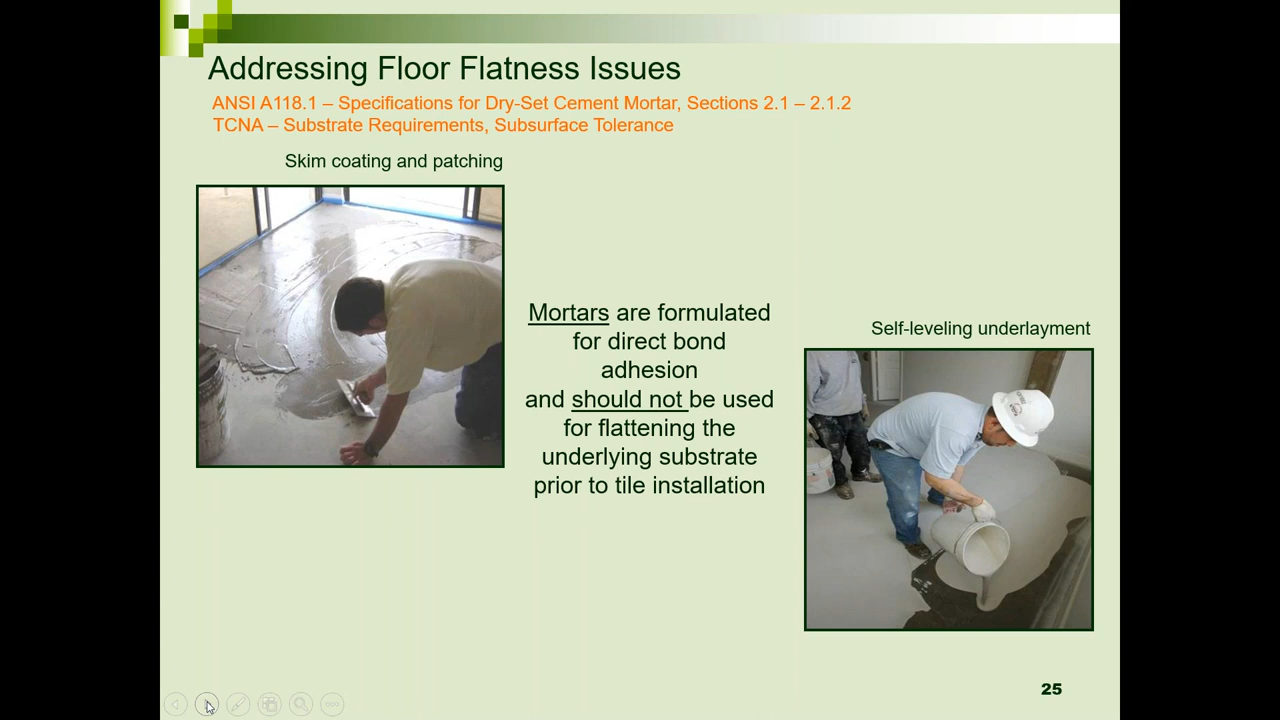 Addressing Floor Flatness Issues
ANSI A118.1 – Specifications for Dry-Set Cement Mortar, Sections 2.1 – 2.1.2
TCNA – Substrate Requirements, Subsurface Tolerance
Skim coating and patching
Mortars are formulated
for direct bond
adhesion
and should not be used
for flattening the
underlying substrate
prior to tile installation
Self-leveling underlayment
25